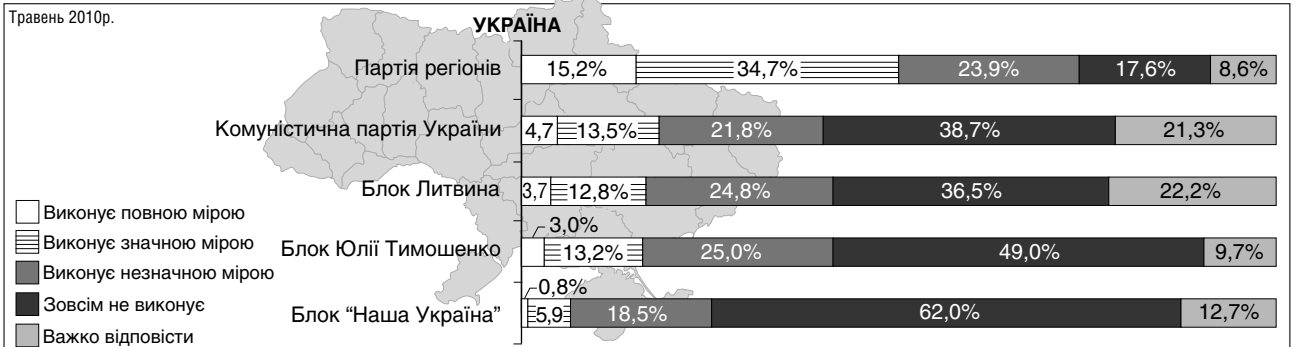 Травень 2010р.
УКРАЇНА
Партія регіонів 15,2% 34,7% 23,9% 17,6% 8,6%
Комуністична партія України 4,7 13,5% 21,8% 38,7% 21,3%
Блок Литвина 3,7 12,8% 24,8% 36,5% 22,2%
Блок Юлії Тимошенко 3,0% 13,2% 25,0% 49,0% 9,7%
Блок “Наша Україна” 0,8% 5,9 18,5% 62,0% 12,7%
Виконує повною мірою
Виконує значною мірою
Виконує незначною мірою
Зовсім не виконує
Важко відповісти